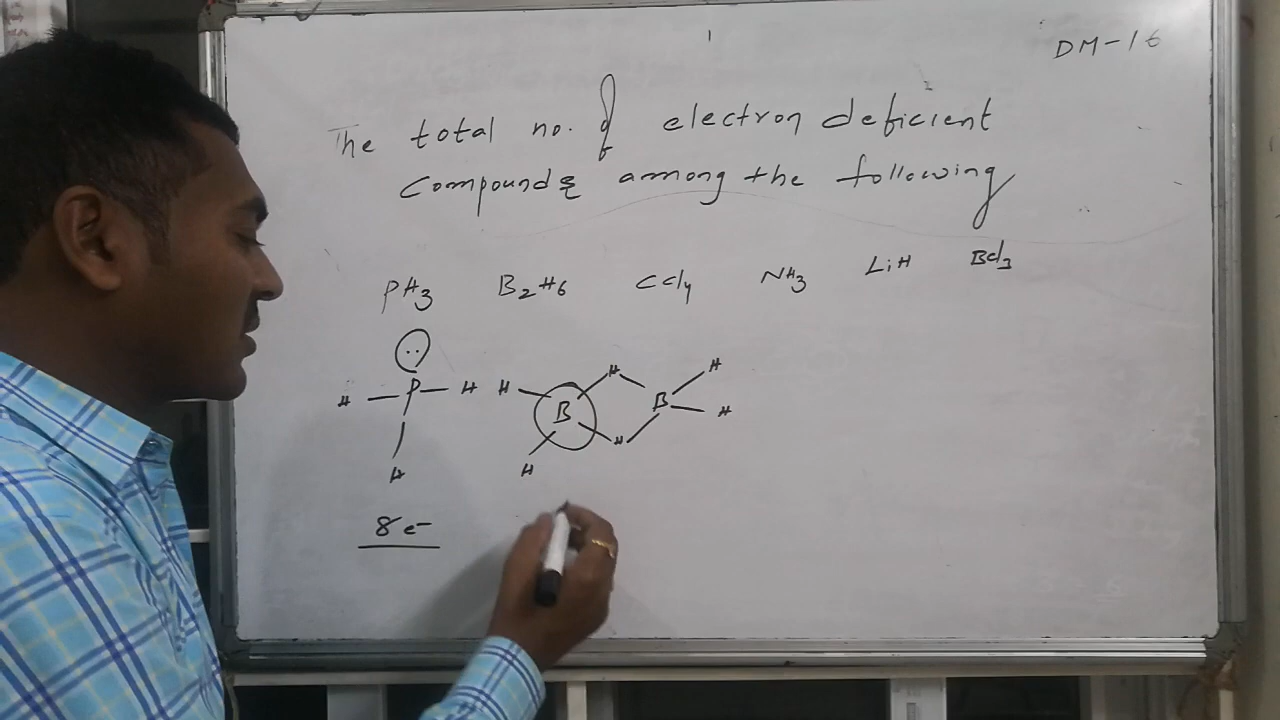 DM-16
The total no. of electron deficient
Compounds among the following
PH3 B2H6 CCl4 NH3 LiH BCl3
H P H
H
H B H B H
H H H
8e-